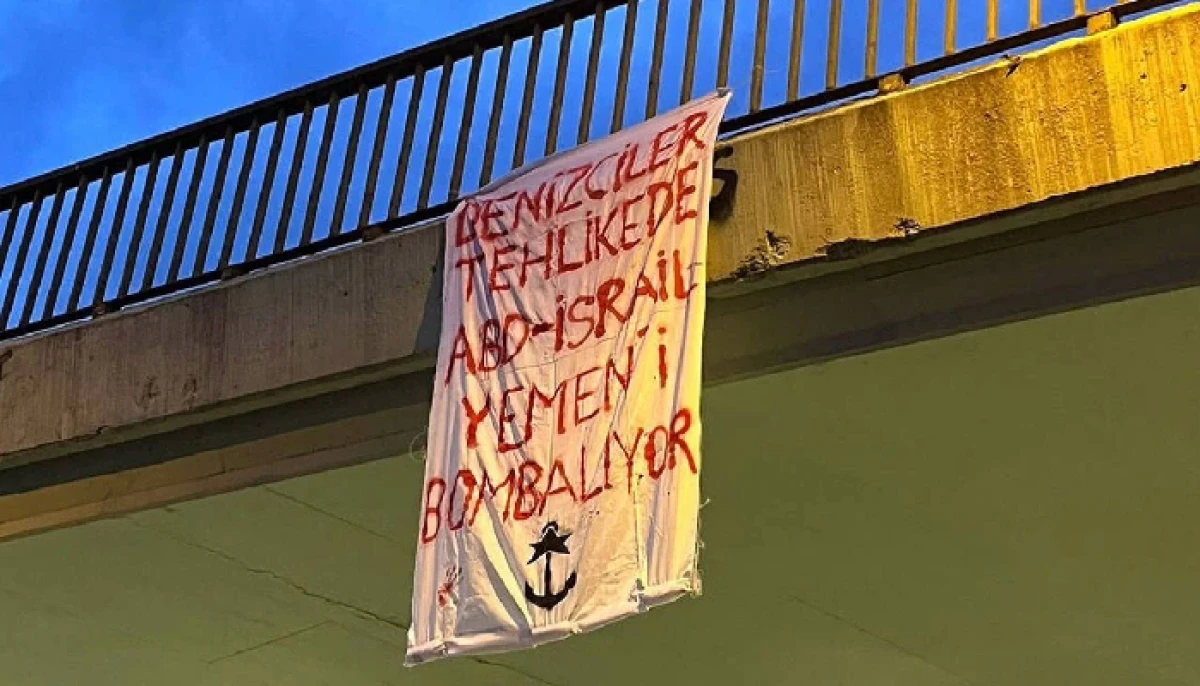 DENİZCİLER
TEHLİKEDE
ABD-İSRAİL
YEMEN'İ
BOMBALIYOR